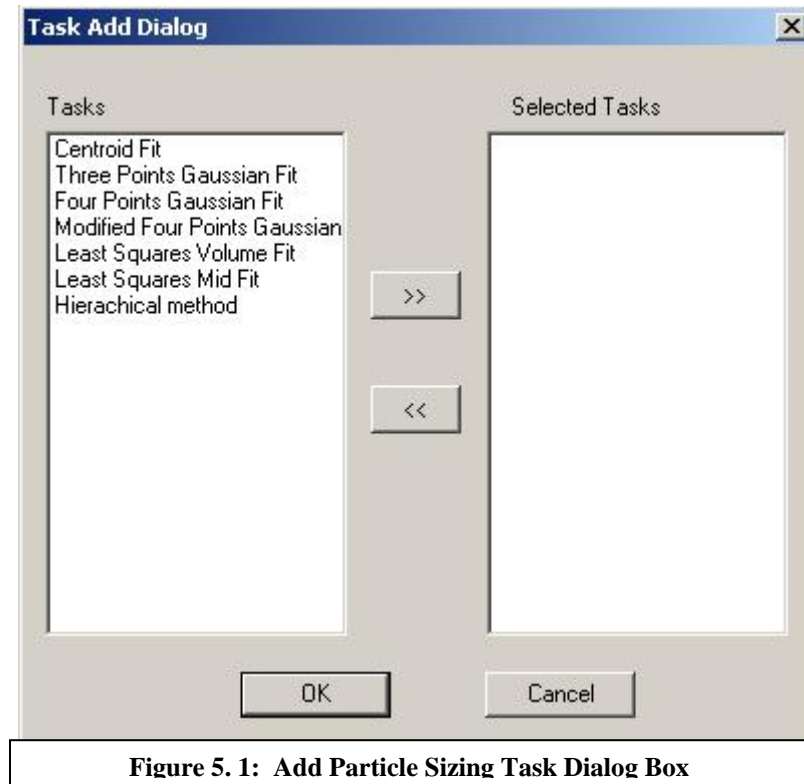 Task Add Dialog
Tasks
Selected Tasks
Centroid Fit
Three Points Gaussian Fit
Four Points Gaussian Fit
Modified Four Points Gaussian
Least Squares Volume Fit
Least Squares Mid Fit
Hierachical method
>>
<<
OK
Cancel
Figure 5. 1: Add Particle Sizing Task Dialog Box